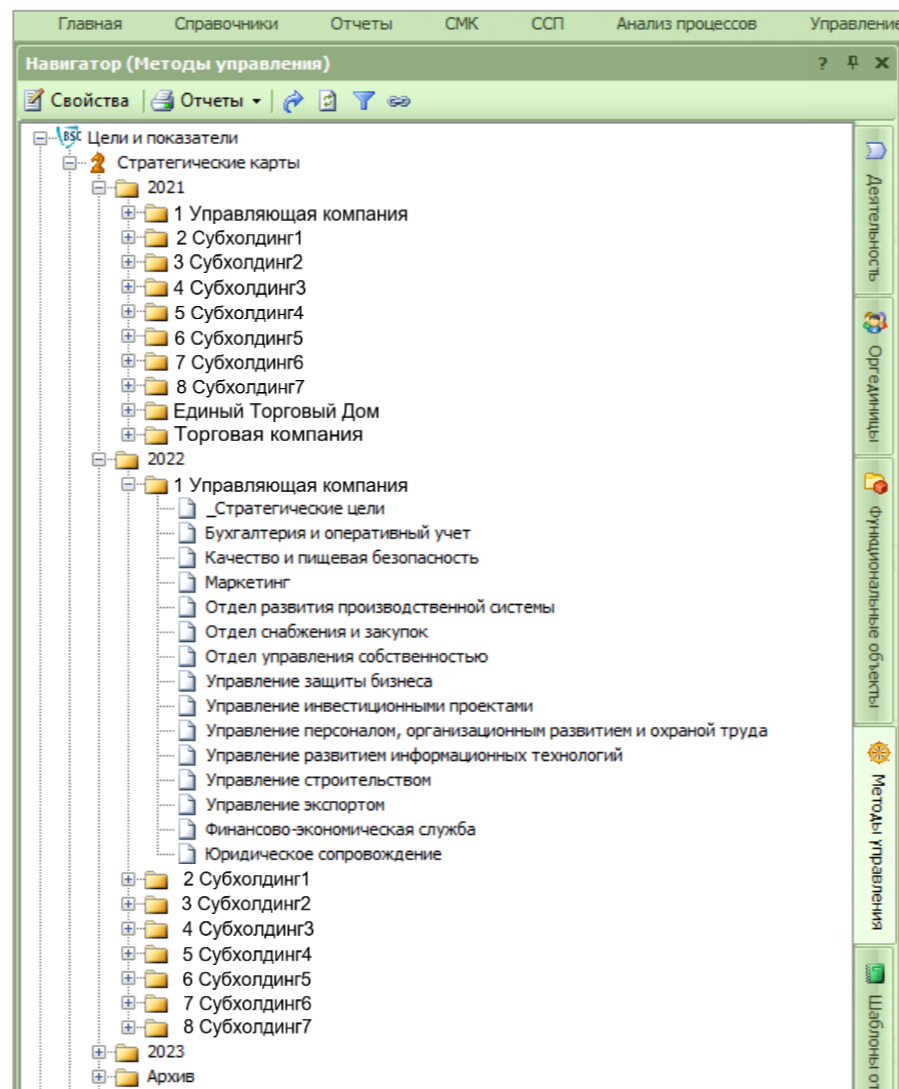 Главная Справочники Отчеты СМК ССП Анализ процессов Управление
Навигатор (Методы управления) ?
Свойства Отчеты
BSC Цели и показатели
Стратегические карты
2021
1 Управляющая компания
2 Субхолдинг1
3 Субхолдинг2
4 Субхолдинг3
5 Субхолдинг4
6 Субхолдинг5
7 Субхолдинг6
8 Субхолдинг7
Единый Торговый Дом
Торговая компания
2022
1 Управляющая компания
_Стратегические цели
Бухгалтерия и оперативный учет
Качество и пищевая безопасность
Маркетинг
Отдел развития производственной системы
Отдел снабжения и закупок
Отдел управления собственностью
Управление защиты бизнеса
Управление инвестиционными проектами
Управление персоналом, организационным развитием и охраной труда
Управление развитием информационных технологий
Управление строительством
Управление экспортом
Финансово-экономическая служба
Юридическое сопровождение
2 Субхолдинг1
3 Субхолдинг2
4 Субхолдинг3
5 Субхолдинг4
6 Субхолдинг5
7 Субхолдинг6
8 Субхолдинг7
2023
Архив
Деятельность
Оргединицы
Функциональные объекты
Методы управления
Шаблоны о